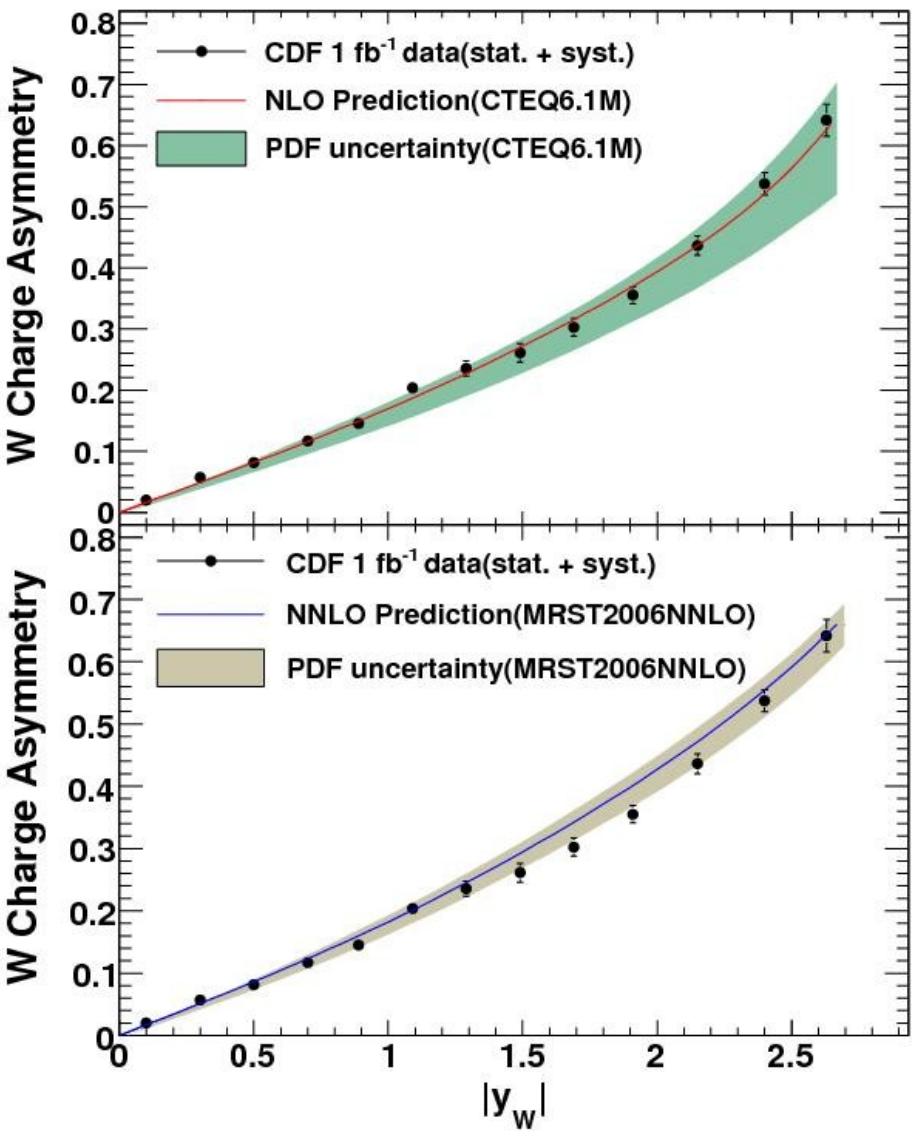 0.8
CDF 1 fb-1 data(stat. + syst.)
0.7
NLO Prediction(CTEQ6.1M)
PDF uncertainty(CTEQ6.1M)
0.6
0.5
0.4
0.3
0.2
0.1
0
W Charge Asymmetry
0.8
CDF 1 fb-1 data(stat. + syst.)
0.7
NNLO Prediction(MRST2006NNLO)
PDF uncertainty(MRST2006NNLO)
0.6
0.5
0.4
0.3
0.2
0.1
0
W Charge Asymmetry
0 0.5 1 1.5 2 2.5
|yW|